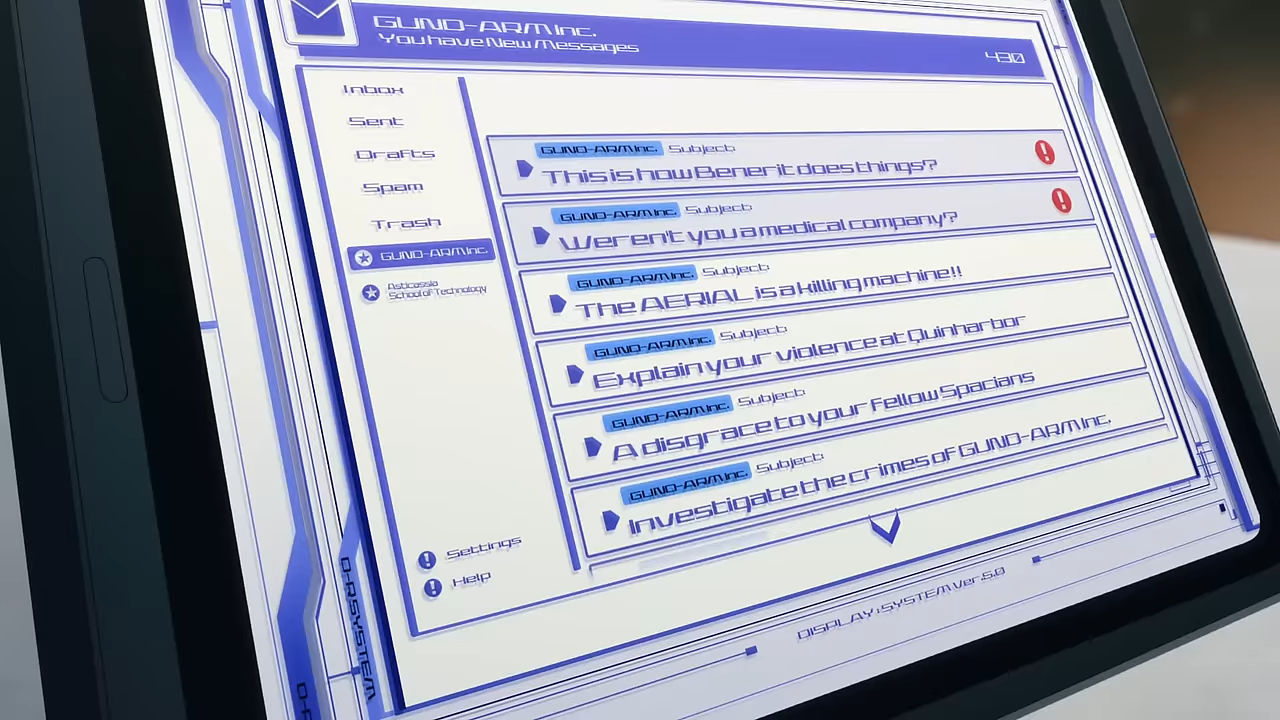 GUND-ARM Inc.
You have New Messages
430
Inbox
Sent
Drafts
Spam
Trash
GUND-ARM Inc.
Asticassia
School of Technology
Settings
Help
GUND-ARM Inc. Subject:
This is how Benerit does things?
GUND-ARM Inc. Subject:
Weren't you a medical company?
GUND-ARM Inc. Subject:
The AERIAL is a killing machine!!
GUND-ARM Inc. Subject:
Explain your violence at Quinharbor
GUND-ARM Inc. Subject:
A disgrace to your Fellow Spacians
GUND-ARM Inc. Subject:
Investigate the crimes of GUND-ARM Inc.
DISPLAY:SYSTEM Ver.5.0